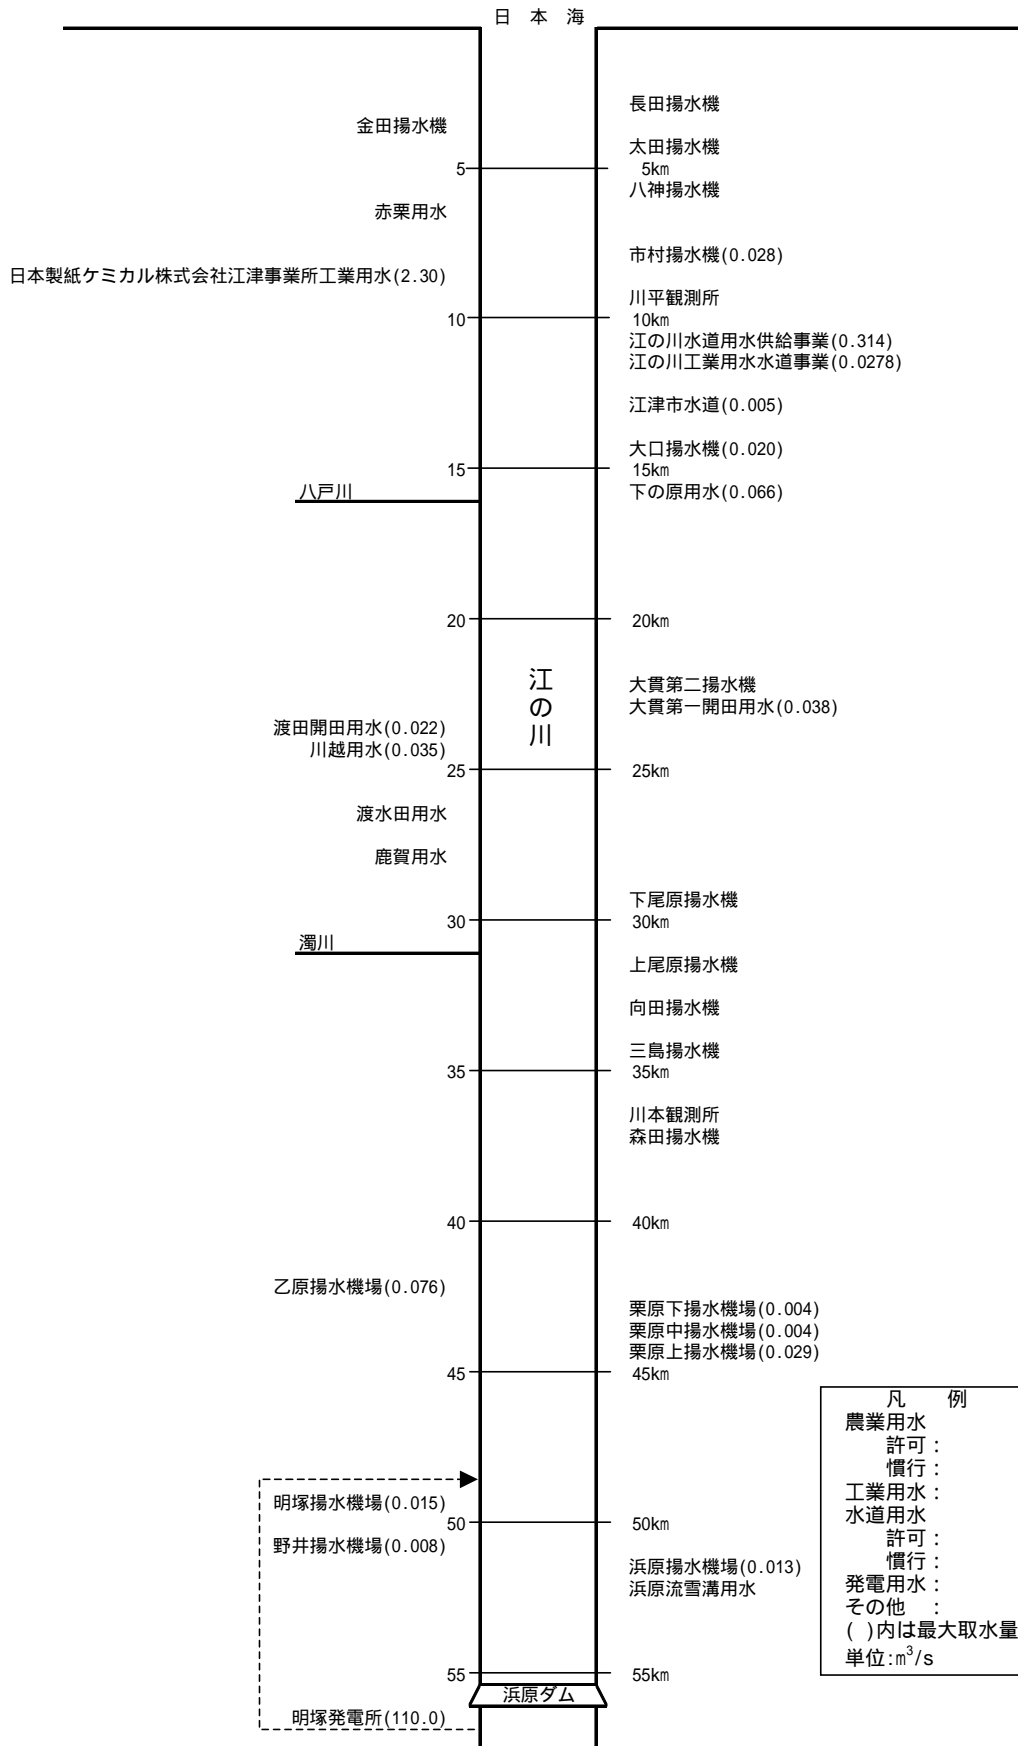 日 本 海
長田揚水機
金田揚水機
太田揚水機
5
5km
八神揚水機
赤栗用水
市村揚水機(0.028)
日本製紙ケミカル株式会社江津事業所工業用水(2.30)
川平観測所
10
10km
江の川水道用水供給事業(0.314)
江の川工業用水水道事業(0.0278)
江津市水道(0.005)
大口揚水機(0.020)
15
15km
八戸川
下の原用水(0.066)
20
20km
江の川
大貫第二揚水機
大貫第一開田用水(0.038)
渡田開田用水(0.022)
川越用水(0.035)
25
25km
渡水田用水
鹿賀用水
下尾原揚水機
30
30km
濁川
上尾原揚水機
向田揚水機
三島揚水機
35
35km
川本観測所
森田揚水機
40
40km
乙原揚水機場(0.076)
栗原下揚水機場(0.004)
栗原中揚水機場(0.004)
栗原上揚水機場(0.029)
45
45km
明塚揚水機場(0.015)
50
50km
野井揚水機場(0.008)
浜原揚水機場(0.013)
浜原流雪溝用水
55
55km
浜原ダム
明塚発電所(110.0)
凡 例
農業用水
許可：
慣行：
工業用水：
水道用水
許可：
慣行：
発電用水：
その他 ：
( )内は最大取水量
単位:m³/s